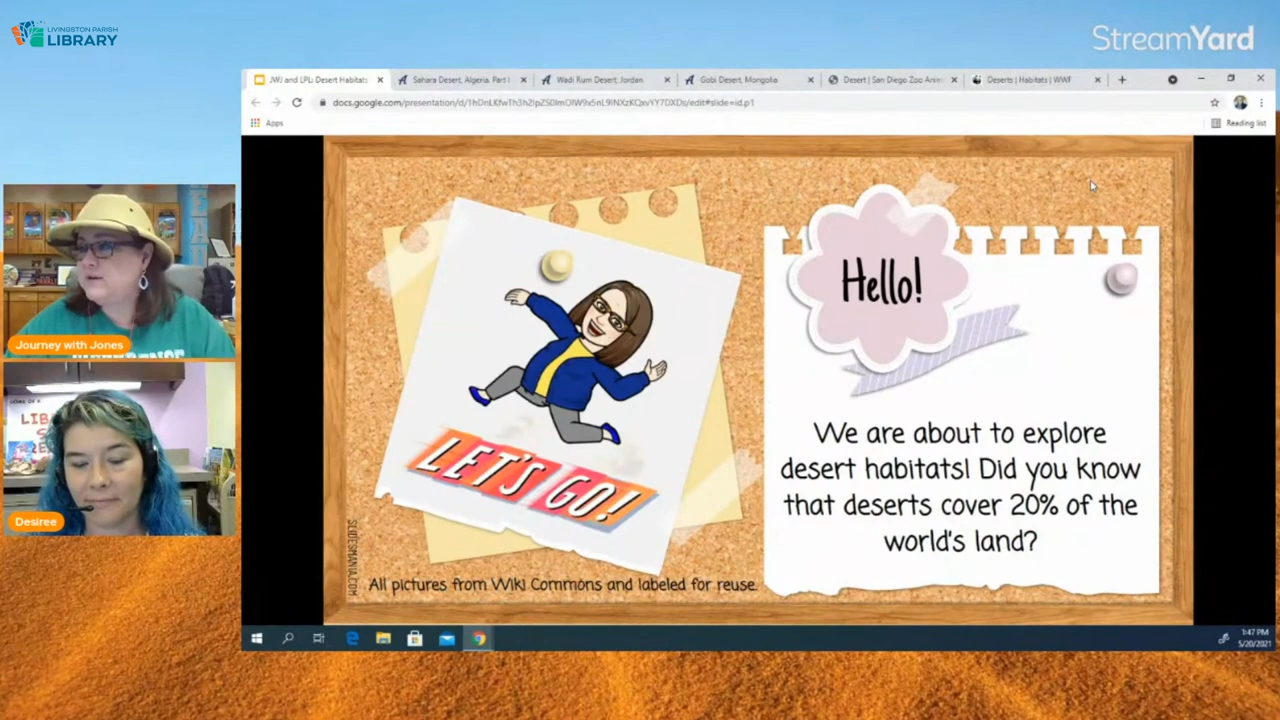 LIVINGSTON PARISH
LIBRARY
StreamYard
JWJ and LPL: Desert Habitats
Sahara Desert, Algeria. Part I
Wadi Rum Desert, Jordan
Gobi Desert, Mongolia
Desert | San Diego Zoo Anim
Deserts | Habitats | WWF
Apps
Reading list
Hello!
We are about to explore
desert habitats! Did you know
that deserts cover 20% of the
world's land?
LET'S GO!
SLIDESMANIA.COM
All pictures from Wiki Commons and labeled for reuse.
Journey with Jones
Desiree
1:47 PM
5/20/2021